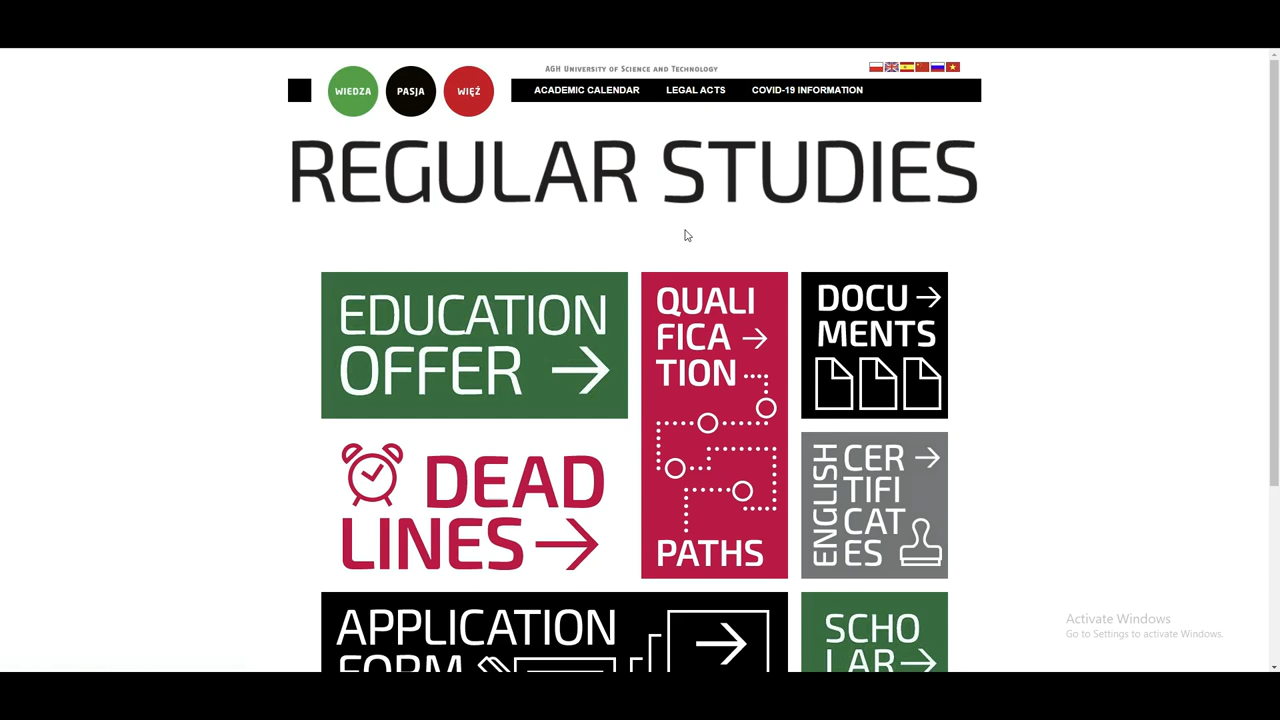 AGH University of Science and Technology
WIEDZA
PASJA
WIĘŹ
ACADEMIC CALENDAR
LEGAL ACTS
COVID-19 INFORMATION
REGULAR STUDIES
EDUCATION
OFFER
QUALI
FICA
TION
PATHS
DOCU
MENTS
DEAD
LINES
ENGLISH
CER
TIFI
CAT
ES
APPLICATION
FORM
SCHO
LAR
Activate Windows
Go to Settings to activate Windows.